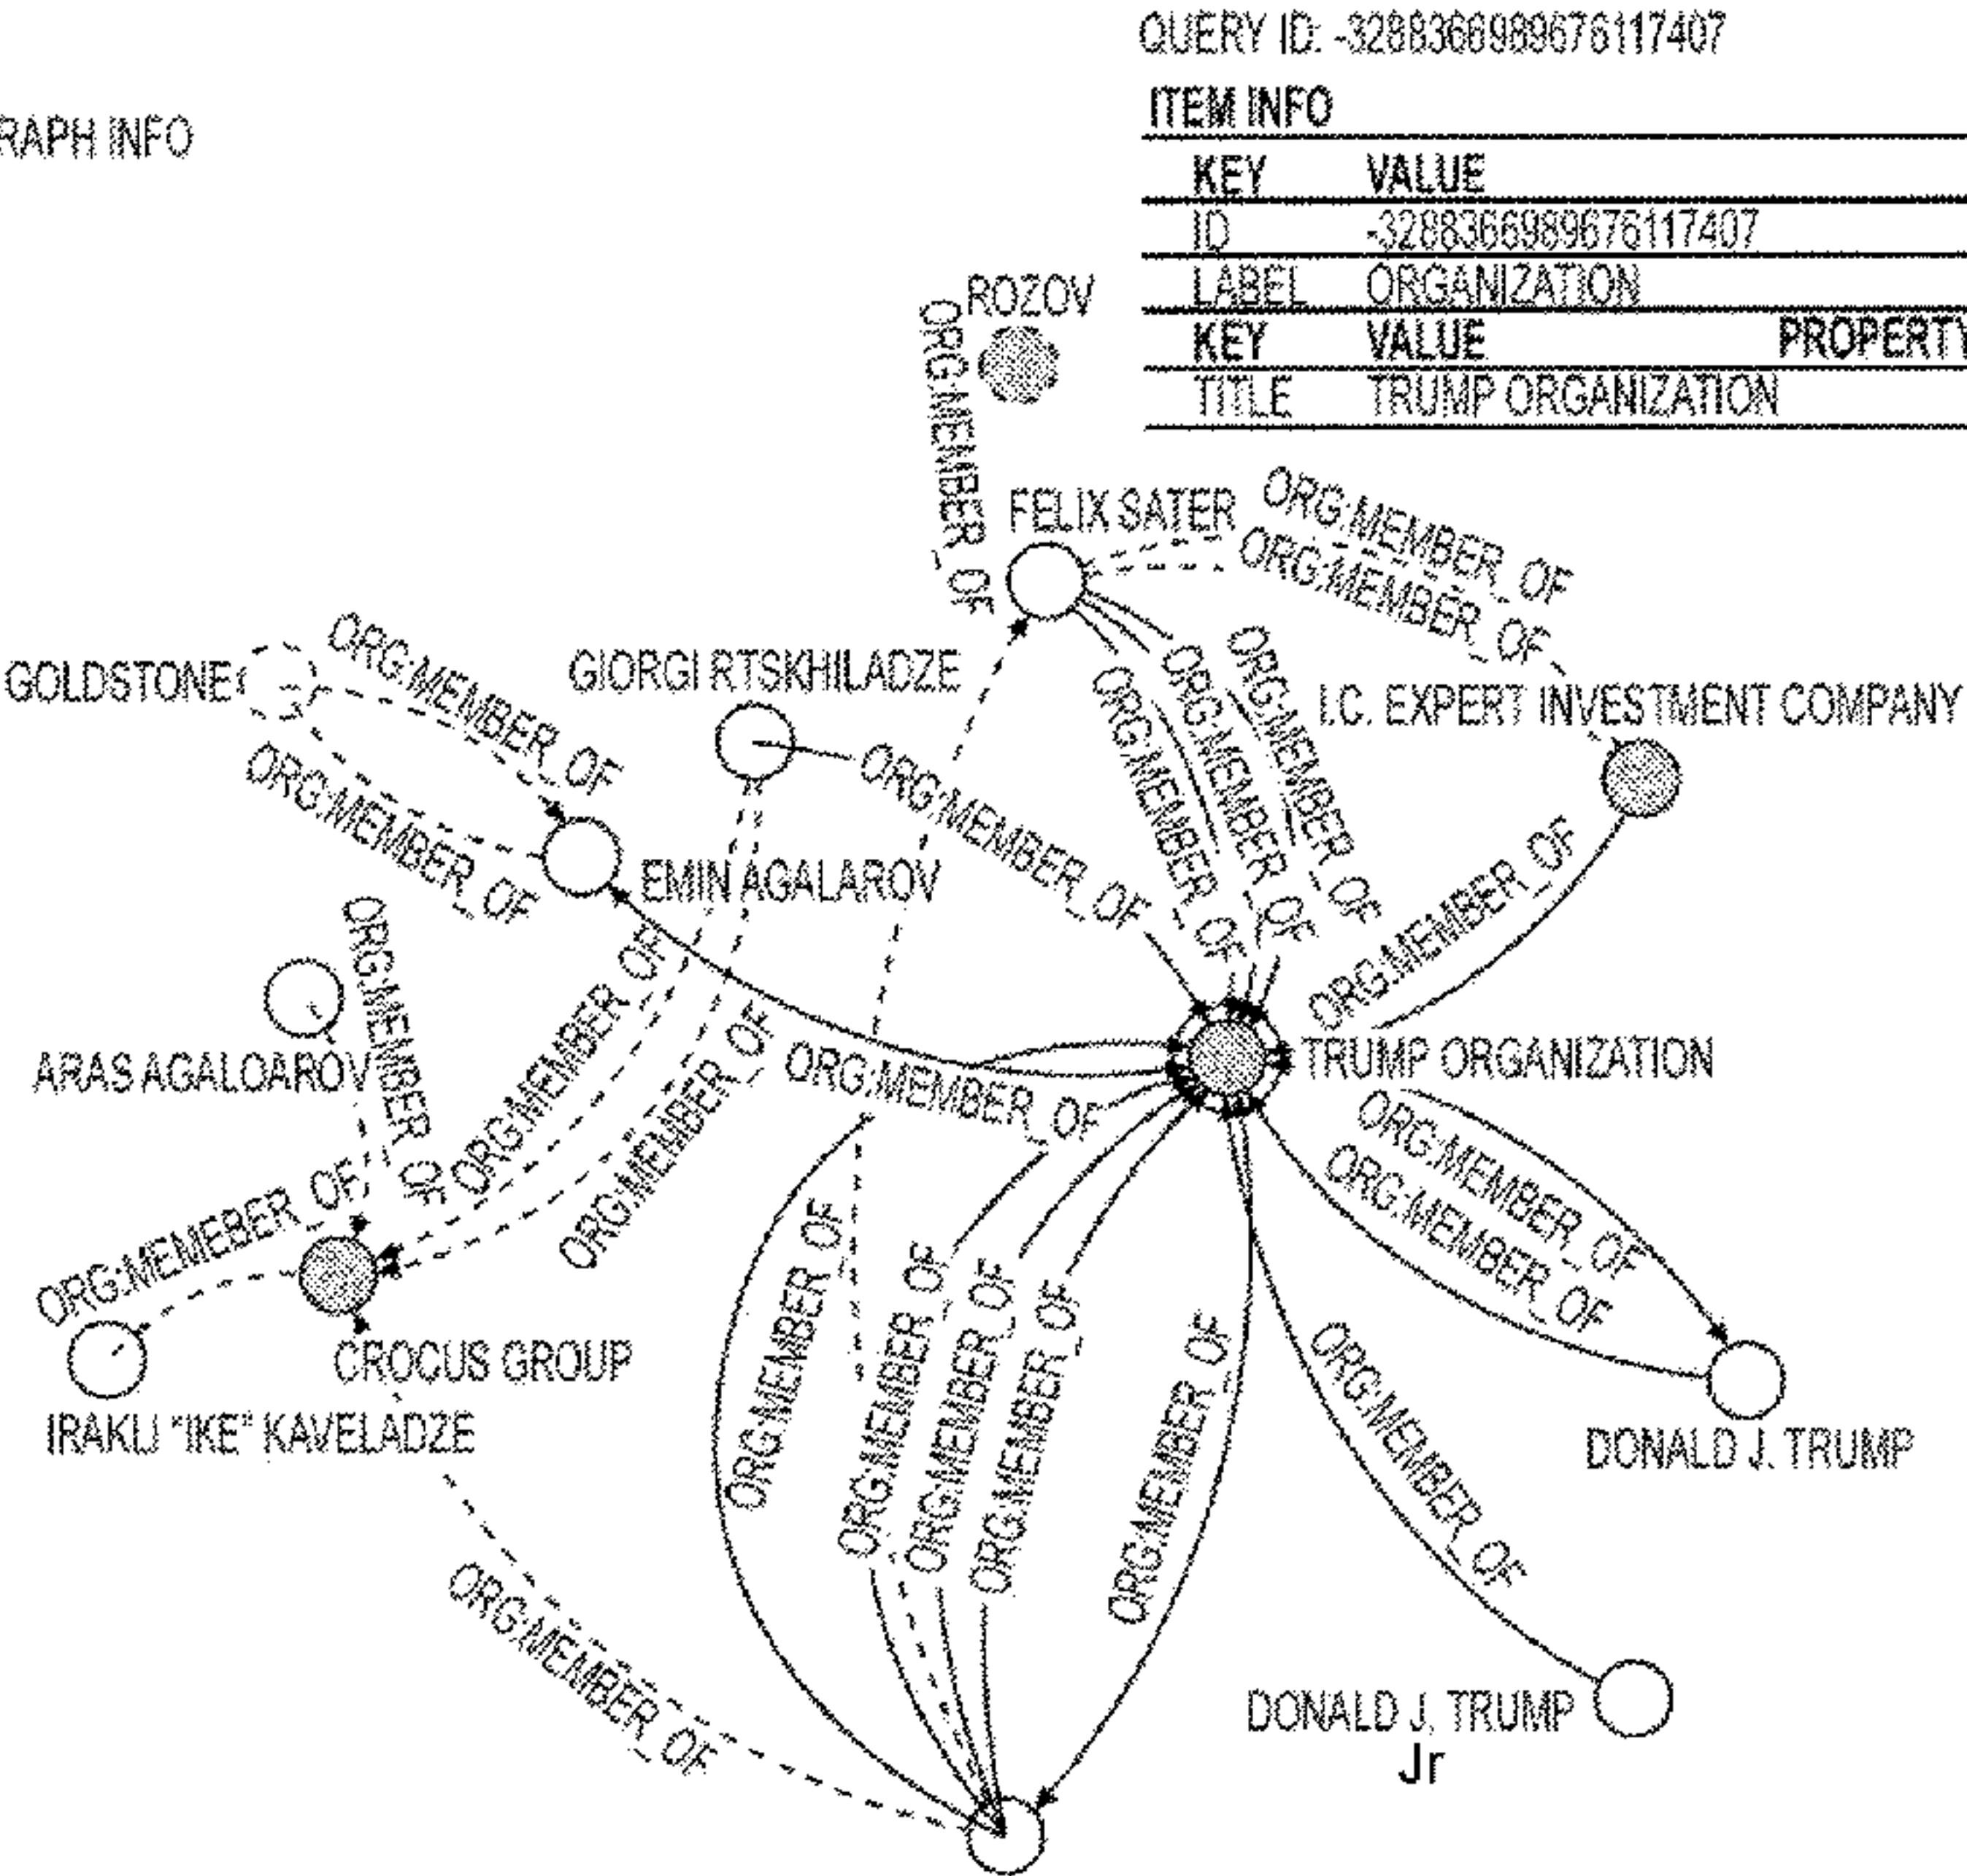 QUERY ID: -3288366989676117407
RAPH INFO
ITEM INFO
KEY VALUE
ID -3288366989676117407
LABEL ORGANIZATION
KEY VALUE PROPERTY
TITLE TRUMP ORGANIZATION
ROZOV
ORG:MEMBER_OF
FELIX SATER
ORG:MEMBER_OF
ORG:MEMBER_OF
GOLDSTONE
ORG:MEMBER_OF
ORG:MEMBER_OF
GIORGI RTSKHILADZE
ORG:MEMBER_OF
ORG:MEMBER_OF
ORG:MEMBER_OF
ORG:MEMBER_OF
I.C. EXPERT INVESTMENT COMPANY
ORG:MEMBER_OF
EMIN AGALAROV
ORG:MEMBER_OF
ARAS AGALOAROV
ORG:MEMBER_OF
ORG:MEMBER_OF
ORG:MEMBER_OF
TRUMP ORGANIZATION
ORG:MEMBER_OF
ORG:MEMBER_OF
ORG:MEMEBER_OF
CROCUS GROUP
IRAKLI "IKE" KAVELADZE
ORG:MEMBER_OF
ORG:MEMBER_OF
ORG:MEMBER_OF
ORG:MEMBER_OF
ORG:MEMBER_OF
ORG:MEMBER_OF
DONALD J. TRUMP
ORG:MEMBER_OF
DONALD J. TRUMP
Jr